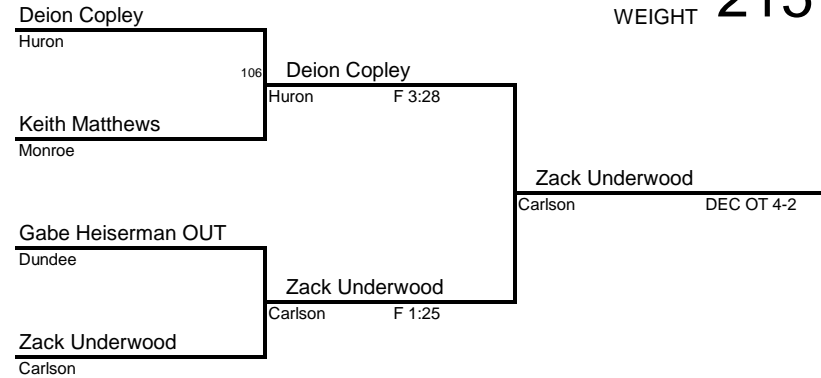 Deion Copley
WEIGHT 215
Huron
106 Deion Copley
Huron F 3:28
Keith Matthews
Monroe
Zack Underwood
Carlson DEC OT 4-2
Gabe Heiserman OUT
Dundee
Zack Underwood
Carlson F 1:25
Zack Underwood
Carlson